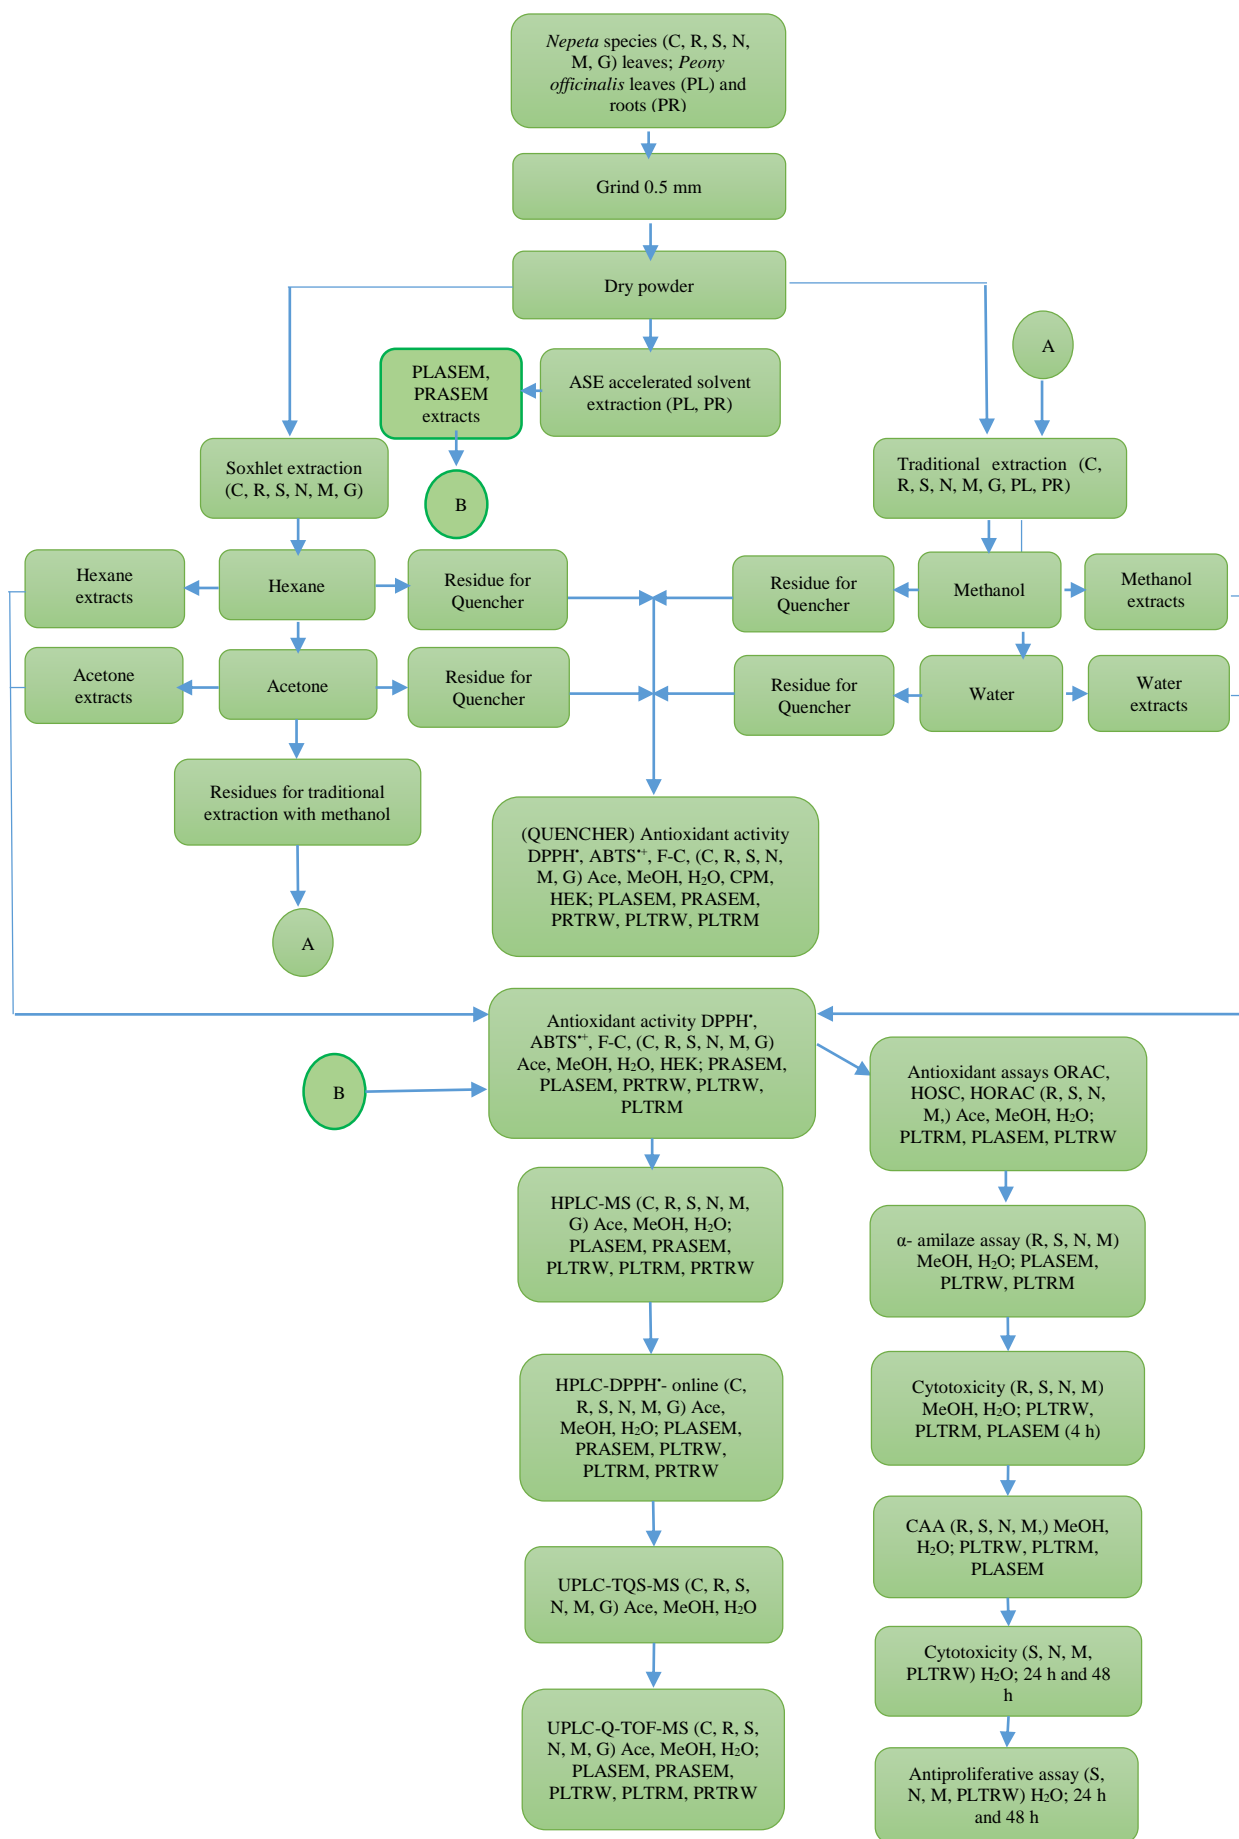 Nepeta species (C, R, S, N,
M, G) leaves; Peony
officinalis leaves (PL) and
roots (PR)
Grind 0.5 mm
Dry powder
A
PLASEM,
PRASEM
extracts
ASE accelerated solvent
extraction (PL, PR)
Soxhlet extraction
(C, R, S, N, M, G)
B
Traditional extraction (C,
R, S, N, M, G, PL, PR)
Hexane
extracts
Hexane
Residue for
Quencher
Residue for
Quencher
Methanol
Methanol
extracts
Acetone
extracts
Acetone
Residue for
Quencher
Residue for
Quencher
Water
Water
extracts
Residues for traditional
extraction with methanol
(QUENCHER) Antioxidant activity
DPPH•, ABTS•+, F-C, (C, R, S, N,
M, G) Ace, MeOH, H₂O, CPM,
HEK; PLASEM, PRASEM,
PRTRW, PLTRW, PLTRM
A
Antioxidant activity DPPH•,
ABTS•+, F-C, (C, R, S, N, M, G)
Ace, MeOH, H₂O, HEK; PRASEM,
PLASEM, PRTRW, PLTRW,
PLTRM
B
Antioxidant assays ORAC,
HOSC, HORAC (R, S, N,
M,) Ace, MeOH, H₂O;
PLTRM, PLASEM, PLTRW
HPLC-MS (C, R, S, N, M,
G) Ace, MeOH, H₂O;
PLASEM, PRASEM,
PLTRW, PLTRM, PRTRW
α- amilaze assay (R, S, N, M)
MeOH, H₂O; PLASEM,
PLTRW, PLTRM
HPLC-DPPH•- online (C,
R, S, N, M, G) Ace,
MeOH, H₂O; PLASEM,
PRASEM, PLTRW,
PLTRM, PRTRW
Cytotoxicity (R, S, N, M)
MeOH, H₂O; PLTRW,
PLTRM, PLASEM (4 h)
CAA (R, S, N, M,) MeOH,
H₂O; PLTRW, PLTRM,
PLASEM
UPLC-TQS-MS (C, R, S,
N, M, G) Ace, MeOH, H₂O
Cytotoxicity (S, N, M,
PLTRW) H₂O; 24 h and 48
h
UPLC-Q-TOF-MS (C, R, S,
N, M, G) Ace, MeOH, H₂O;
PLASEM, PRASEM,
PLTRW, PLTRM, PRTRW
Antiproliferative assay (S,
N, M, PLTRW) H₂O; 24 h
and 48 h